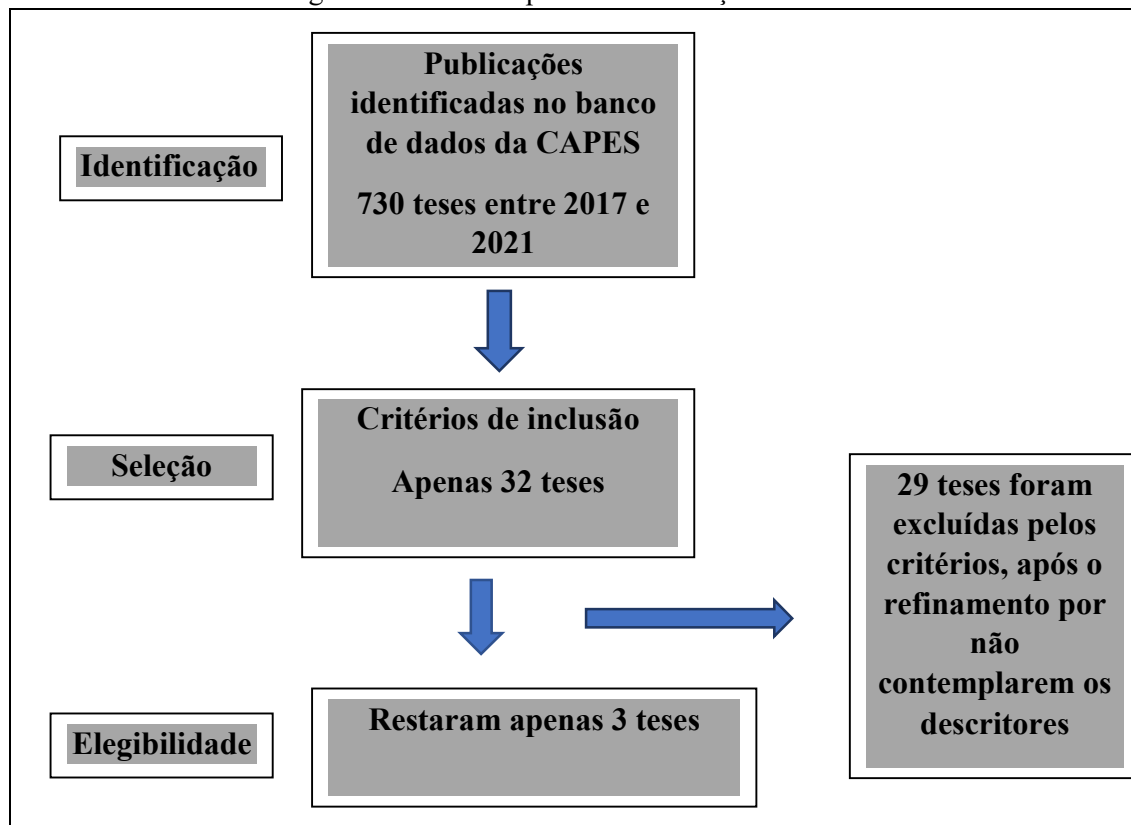 Identificação
Publicações
identificadas no banco
de dados da CAPES
730 teses entre 2017 e
2021
Seleção
Critérios de inclusão
Apenas 32 teses
29 teses foram
excluídas pelos
critérios, após o
refinamento por
não
contemplarem os
descritores
Elegibilidade
Restaram apenas 3 teses